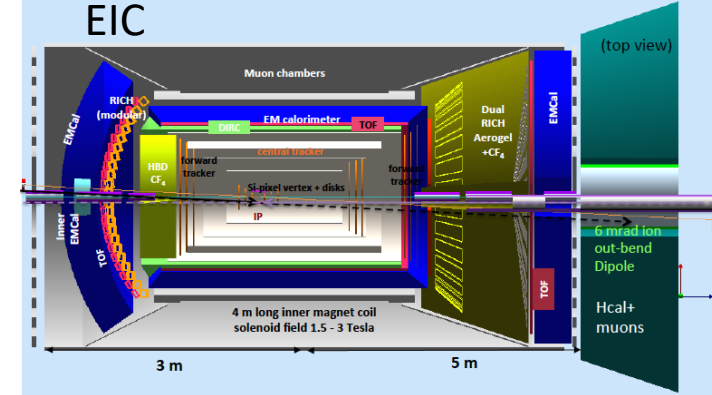 EIC
(top view)
Muon chambers
RICH
(modular)
EMCal
EM calorimeter
DIRC
TOF
Dual
RICH
Aerogel
+CF4
EMCal
central tracker
HBD
CF4
forward
tracker
forward
tracker
Si-pixel vertex + disks
IP
Inner
EMCal
TOF
6 mrad ion
out-bend
Dipole
TOF
Hcal+
muons
4 m long inner magnet coil
solenoid field 1.5 - 3 Tesla
3 m
5 m